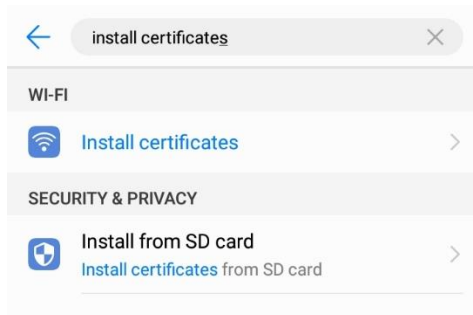 install certificates
WI-FI
Install certificates
SECURITY & PRIVACY
Install from SD card
Install certificates from SD card